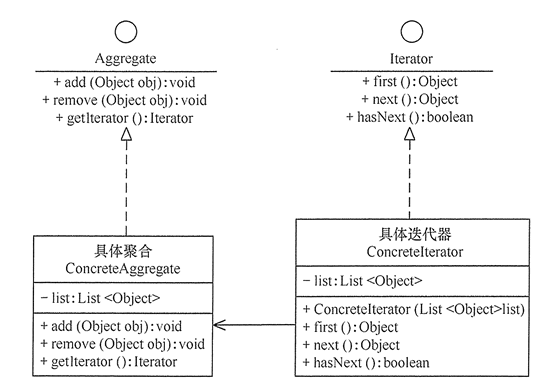 Aggregate
+ add (Object obj) : void
+ remove (Object obj) : void
+ getIterator () : Iterator
Iterator
+ first () : Object
+ next () : Object
+ hasNext () : boolean
具体聚合
ConcreteAggregate
- list : List <Object>
+ add (Object obj) : void
+ remove (Object obj) : void
+ getIterator () : Iterator
具体迭代器
ConcreteIterator
- list : List <Object>
+ ConcreteIterator (List <Object>list)
+ first () : Object
+ next () : Object
+ hasNext () : boolean